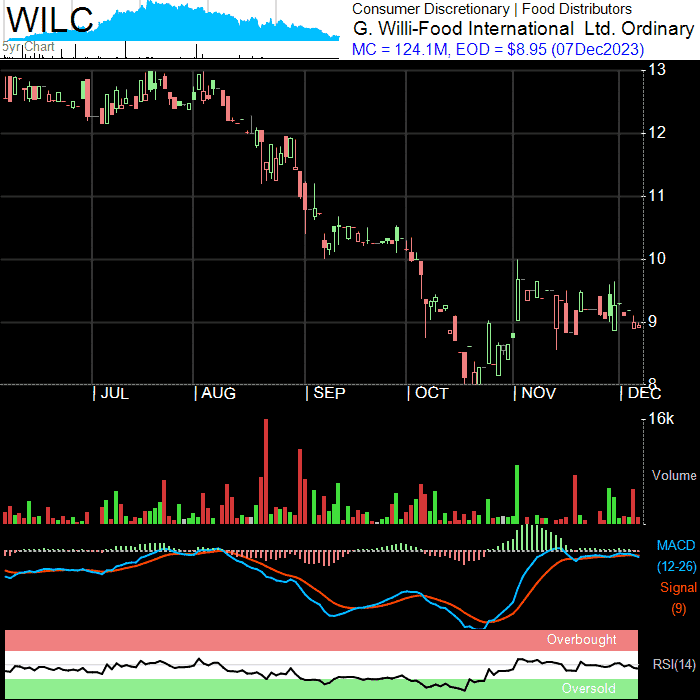 WILC
5yr Chart
Consumer Discretionary | Food Distributors
G. Willi-Food International Ltd. Ordinary
MC = 124.1M, EOD = $8.95 (07Dec2023)
13
12
11
10
9
8
| JUL | AUG | SEP | OCT | NOV | DEC
16k
Volume
MACD
(12-26)
Signal
(9)
Overbought
RSI(14)
Oversold